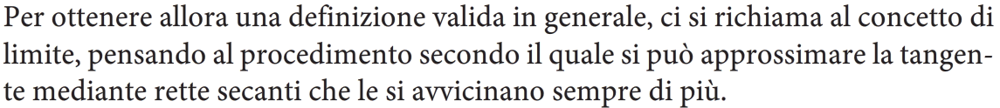 Per ottenere allora una definizione valida in generale, ci si richiama al concetto di
limite, pensando al procedimento secondo il quale si può approssimare la tangen-
te mediante rette secanti che le si avvicinano sempre di più.